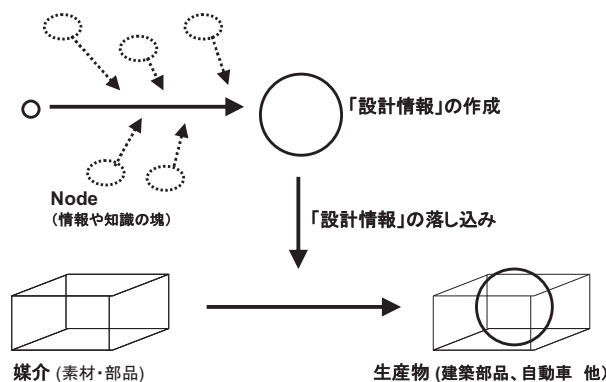 「設計情報」の作成
Node
（情報や知識の塊）
「設計情報」の落し込み
媒介 (素材・部品)
生産物 (建築部品、自動車 他)